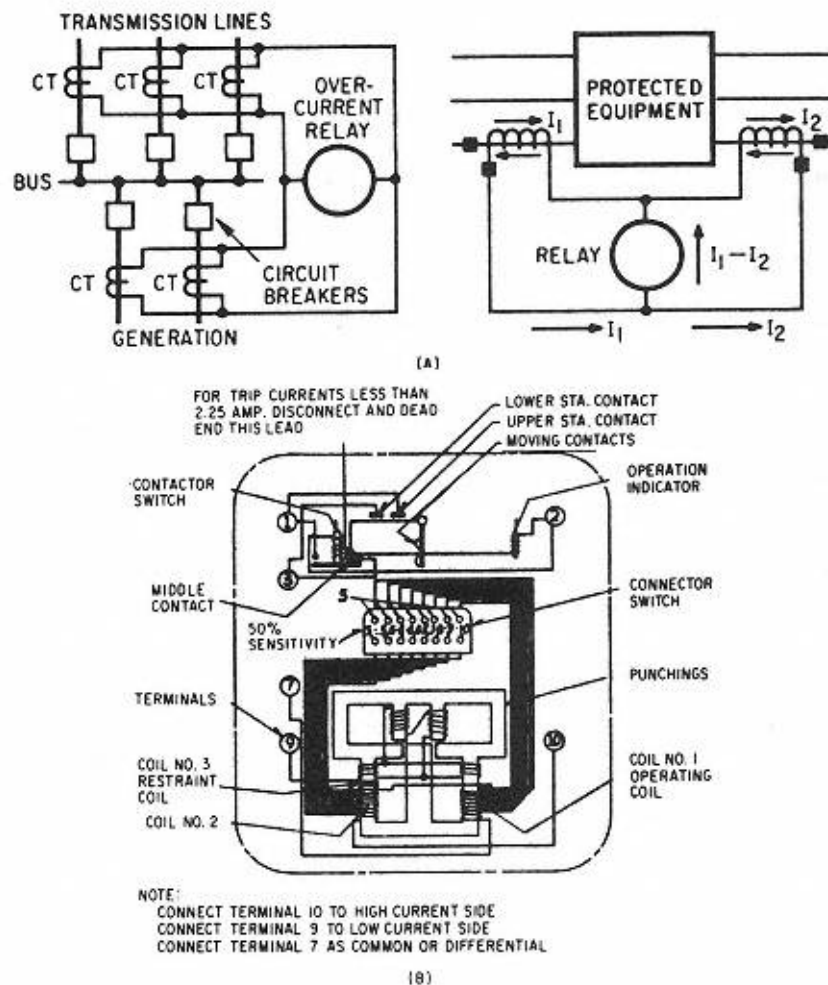 TRANSMISSION LINES
CT
CT
CT
OVER-
CURRENT
RELAY
BUS
CT
CT
CIRCUIT
BREAKERS
GENERATION
PROTECTED
EQUIPMENT
I1
I2
RELAY
I1–I2
I1
I2
(A)
FOR TRIP CURRENTS LESS THAN
2.25 AMP. DISCONNECT AND DEAD
END THIS LEAD
LOWER STA. CONTACT
UPPER STA. CONTACT
MOVING CONTACTS
CONTACTOR
SWITCH
OPERATION
INDICATOR
1
2
3
MIDDLE
CONTACT
S
CONNECTOR
SWITCH
50%
SENSITIVITY
7
PUNCHINGS
TERMINALS
9
10
COIL NO. 3
RESTRAINT
COIL
COIL NO. 1
OPERATING
COIL
COIL NO. 2
NOTE:
CONNECT TERMINAL 10 TO HIGH CURRENT SIDE
CONNECT TERMINAL 9 TO LOW CURRENT SIDE
CONNECT TERMINAL 7 AS COMMON OR DIFFERENTIAL
(B)